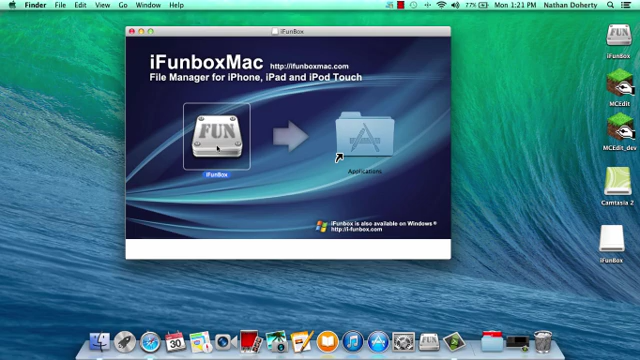 Finder File Edit View Go Window Help
77% Mon 1:21 PM Nathan Doherty
iFunBox
iFunboxMac http://ifunboxmac.com
File Manager for iPhone, iPad and iPod Touch
FUN
iFunBox
Applications
iFunbox is also available on Windows®
http://i-funbox.com
iFunBox
MCEdit
MCEdit_dev
Camtasia 2
iFunBox
30